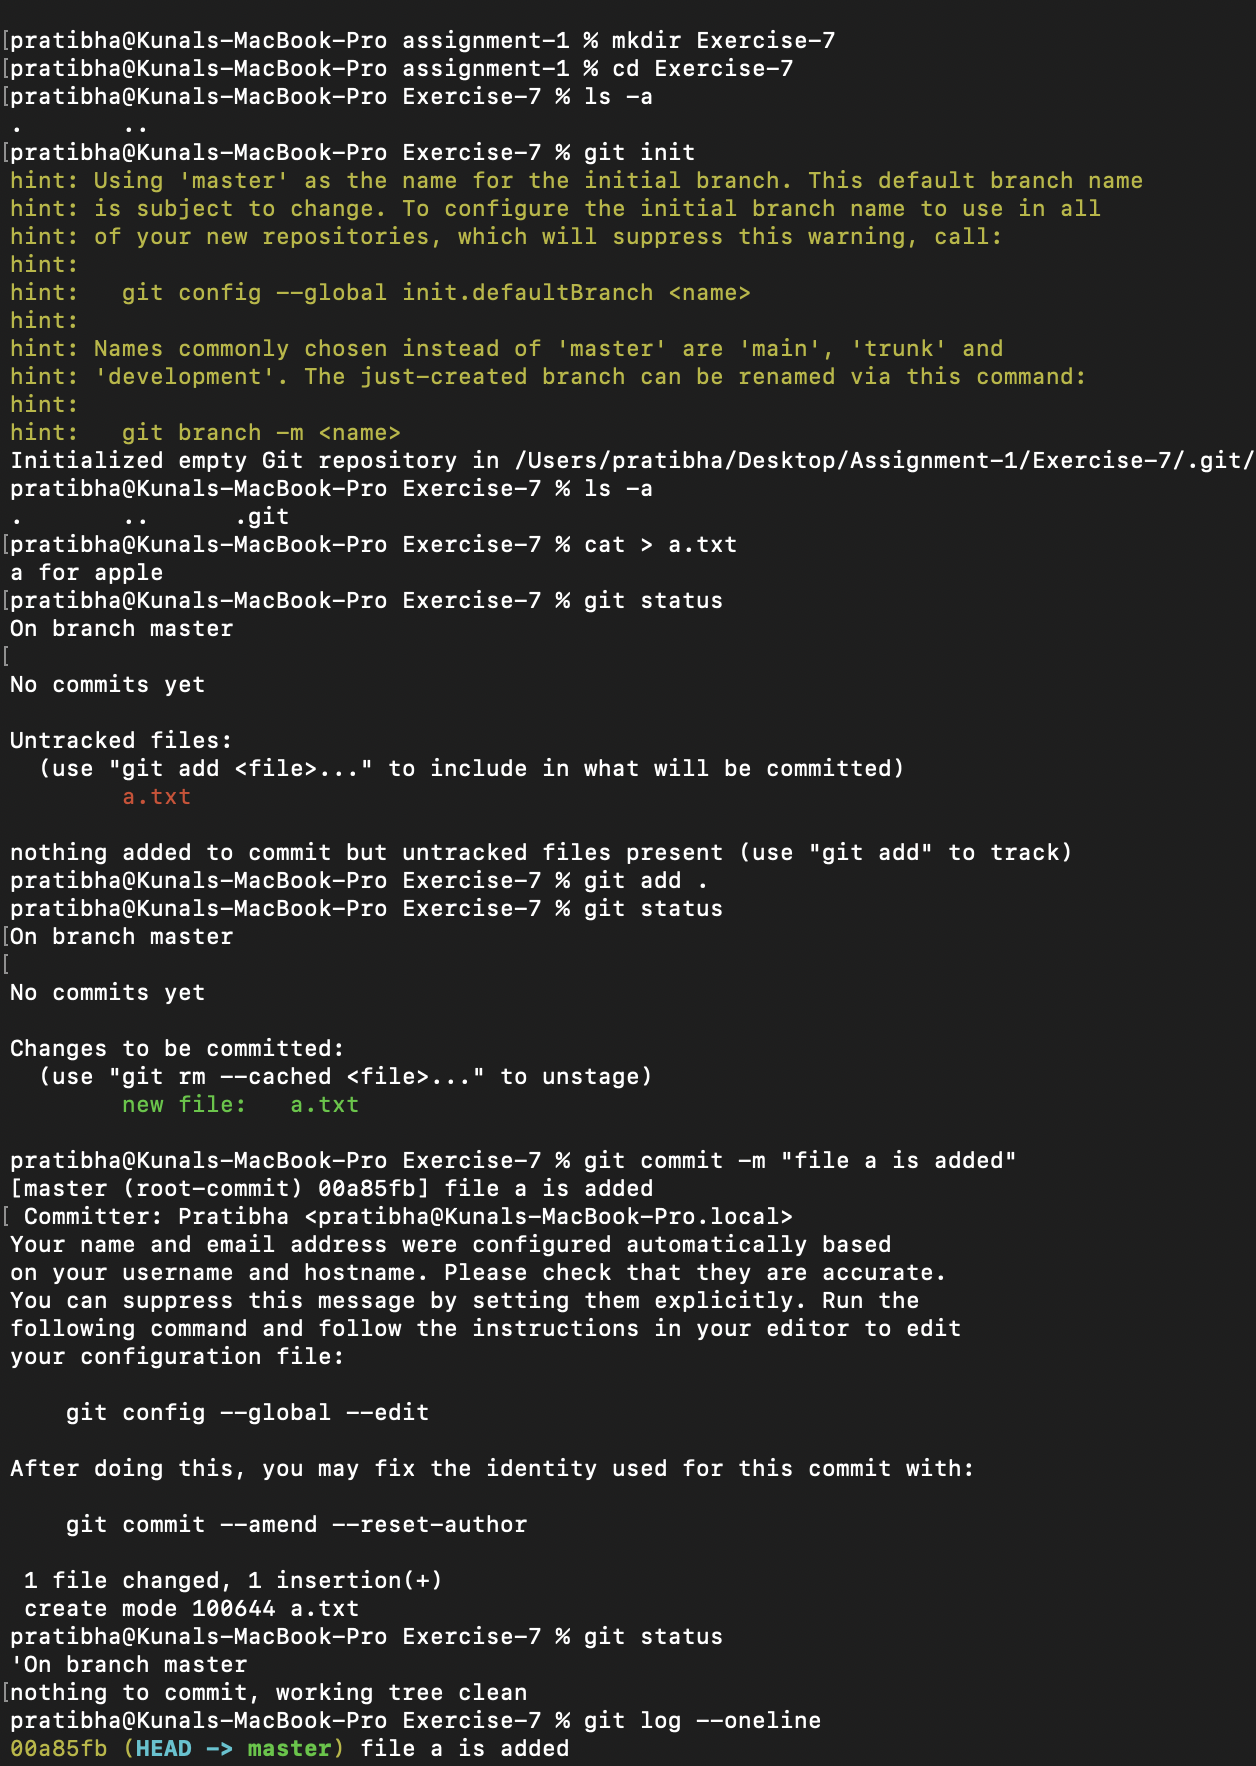 [pratibha@Kunals-MacBook-Pro assignment-1 % mkdir Exercise-7
[pratibha@Kunals-MacBook-Pro assignment-1 % cd Exercise-7
[pratibha@Kunals-MacBook-Pro Exercise-7 % ls -a
.       ..
[pratibha@Kunals-MacBook-Pro Exercise-7 % git init
hint: Using 'master' as the name for the initial branch. This default branch name
hint: is subject to change. To configure the initial branch name to use in all
hint: of your new repositories, which will suppress this warning, call:
hint:
hint:   git config --global init.defaultBranch <name>
hint:
hint: Names commonly chosen instead of 'master' are 'main', 'trunk' and
hint: 'development'. The just-created branch can be renamed via this command:
hint:
hint:   git branch -m <name>
Initialized empty Git repository in /Users/pratibha/Desktop/Assignment-1/Exercise-7/.git/
pratibha@Kunals-MacBook-Pro Exercise-7 % ls -a
.       ..      .git
[pratibha@Kunals-MacBook-Pro Exercise-7 % cat > a.txt
a for apple
[pratibha@Kunals-MacBook-Pro Exercise-7 % git status
On branch master
[
No commits yet

Untracked files:
  (use "git add <file>..." to include in what will be committed)
        a.txt

nothing added to commit but untracked files present (use "git add" to track)
pratibha@Kunals-MacBook-Pro Exercise-7 % git add .
pratibha@Kunals-MacBook-Pro Exercise-7 % git status
[On branch master
[
No commits yet

Changes to be committed:
  (use "git rm --cached <file>..." to unstage)
        new file:   a.txt

pratibha@Kunals-MacBook-Pro Exercise-7 % git commit -m "file a is added"
[master (root-commit) 00a85fb] file a is added
[ Committer: Pratibha <pratibha@Kunals-MacBook-Pro.local>
Your name and email address were configured automatically based
on your username and hostname. Please check that they are accurate.
You can suppress this message by setting them explicitly. Run the
following command and follow the instructions in your editor to edit
your configuration file:

    git config --global --edit

After doing this, you may fix the identity used for this commit with:

    git commit --amend --reset-author

 1 file changed, 1 insertion(+)
 create mode 100644 a.txt
pratibha@Kunals-MacBook-Pro Exercise-7 % git status
'On branch master
[nothing to commit, working tree clean
pratibha@Kunals-MacBook-Pro Exercise-7 % git log --oneline
00a85fb (HEAD -> master) file a is added